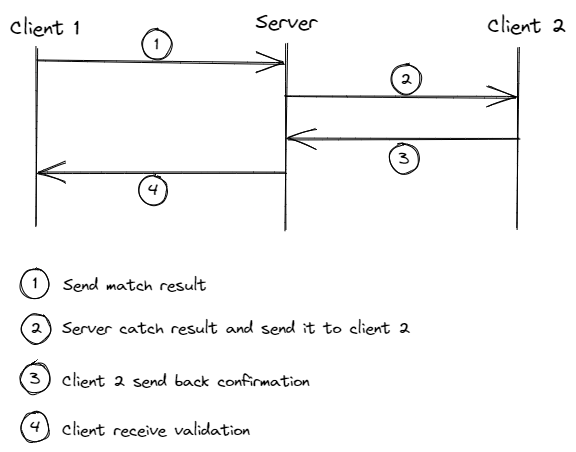 Client 1
Server
Client 2
1
2
3
4
1 Send match result
2 Server catch result and send it to client 2
3 Client 2 send back confirmation
4 Client receive validation